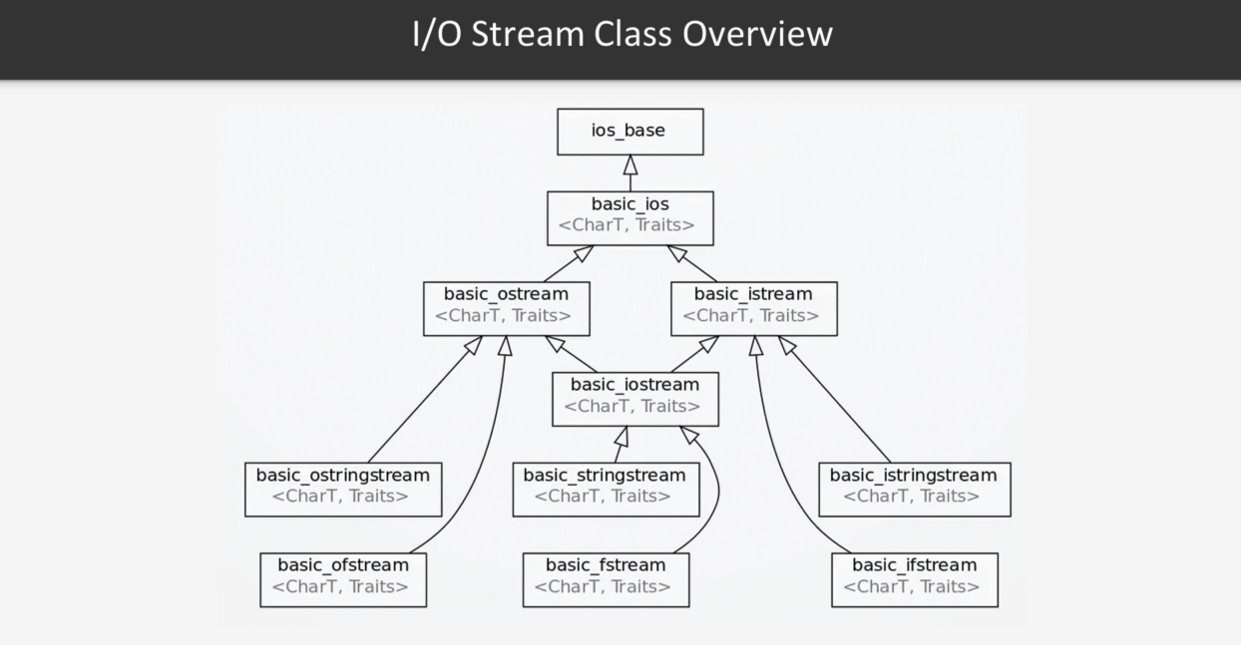 I/O Stream Class Overview
ios_base
basic_ios
<CharT, Traits>
basic_ostream
<CharT, Traits>
basic_istream
<CharT, Traits>
basic_iostream
<CharT, Traits>
basic_ostringstream
<CharT, Traits>
basic_stringstream
<CharT, Traits>
basic_istringstream
<CharT, Traits>
basic_ofstream
<CharT, Traits>
basic_fstream
<CharT, Traits>
basic_ifstream
<CharT, Traits>